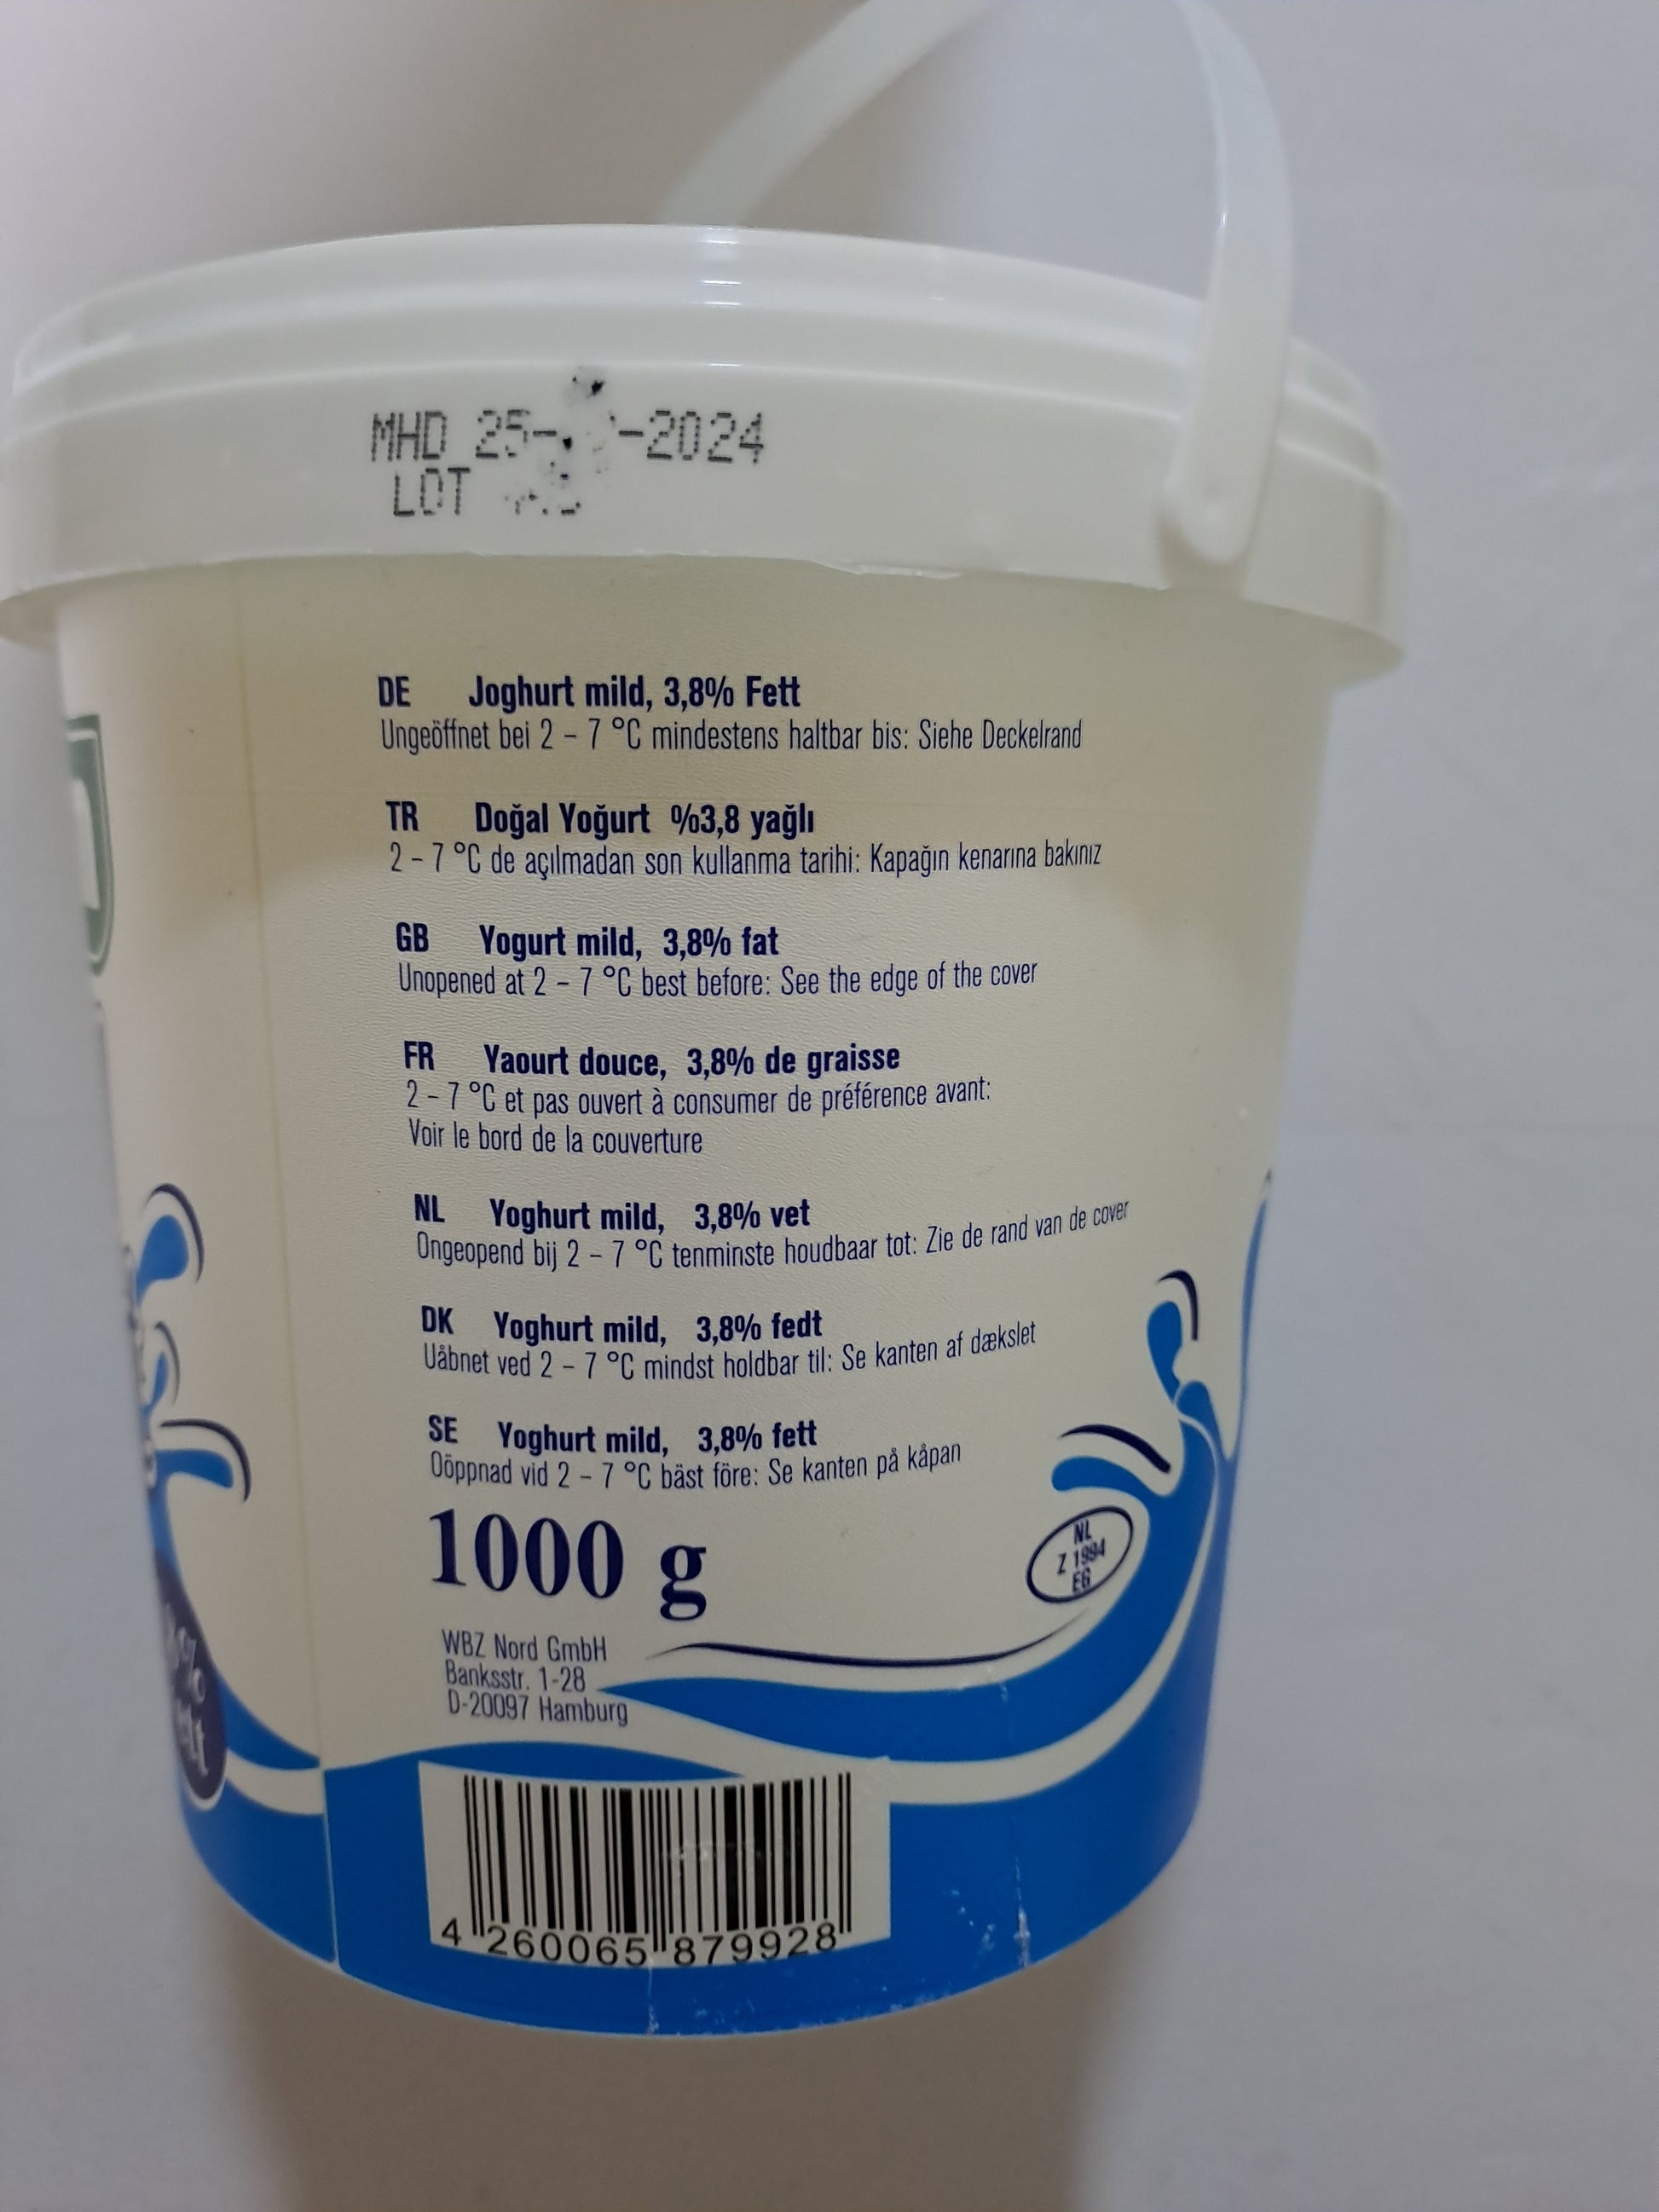 MHD 25- -2024
LOT
DE Joghurt mild, 3,8% Fett
Ungeöffnet bei 2 – 7 °C mindestens haltbar bis: Siehe Deckelrand
TR Doğal Yoğurt %3,8 yağlı
2 – 7 °C de açılmadan son kullanma tarihi: Kapağın kenarına bakınız
GB Yogurt mild, 3,8% fat
Unopened at 2 – 7 °C best before: See the edge of the cover
FR Yaourt douce, 3,8% de graisse
2 – 7 °C et pas ouvert à consumer de préférence avant:
Voir le bord de la couverture
NL Yoghurt mild, 3,8% vet
Ongeopend bij 2 – 7 °C tenminste houdbaar tot: Zie de rand van de cover
DK Yoghurt mild, 3,8% fedt
Uåbnet ved 2 – 7 °C mindst holdbar til: Se kanten af dækslet
SE Yoghurt mild, 3,8% fett
Oöppnad vid 2 – 7 °C bäst före: Se kanten på kåpan
1000 g
NL
Z 1994
EG
WBZ Nord GmbH
Banksstr. 1-28
D-20097 Hamburg
4 260065 879928